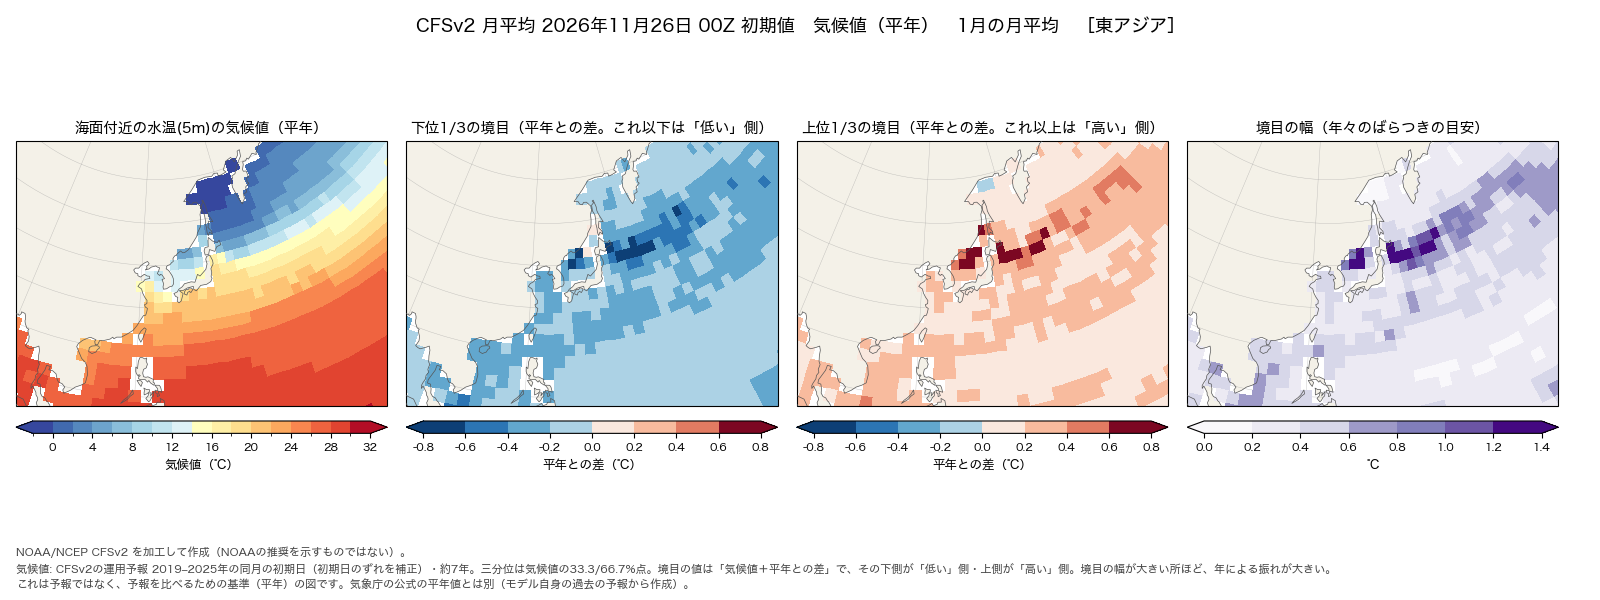 CFSv2 月平均 2026年11月26日 00Z 初期値　気候値（平年）　1月の月平均　［東アジア］
海面付近の水温(5m)の気候値（平年）
下位1/3の境目（平年との差。これ以下は「低い」側）
上位1/3の境目（平年との差。これ以上は「高い」側）
境目の幅（年々のばらつきの目安）
0 4 8 12 16 20 24 28 32
気候値（℃）
-0.8 -0.6 -0.4 -0.2 0.0 0.2 0.4 0.6 0.8
平年との差（℃）
-0.8 -0.6 -0.4 -0.2 0.0 0.2 0.4 0.6 0.8
平年との差（℃）
0.0 0.2 0.4 0.6 0.8 1.0 1.2 1.4
℃
NOAA/NCEP CFSv2 を加工して作成（NOAAの推奨を示すものではない）。
気候値: CFSv2の運用予報 2019–2025年の同月の初期日（初期日のずれを補正）・約7年。三分位は気候値の33.3/66.7%点。境目の値は「気候値＋平年との差」で、その下側が「低い」側・上側が「高い」側。境目の幅が大きい所ほど、年による振れが大きい。
これは予報ではなく、予報を比べるための基準（平年）の図です。気象庁の公式の平年値とは別（モデル自身の過去の予報から作成）。